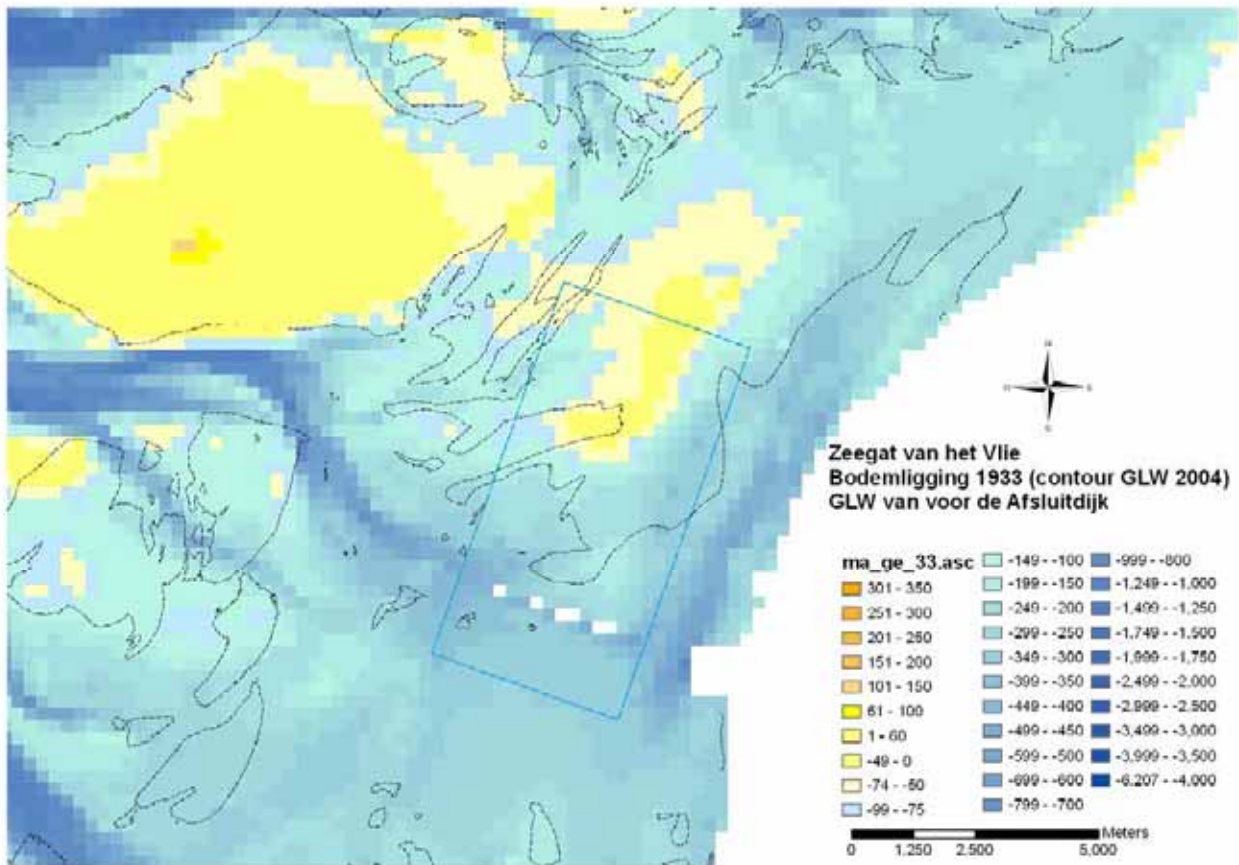 Zeegat van het Vlie
Bodemligging 1933 (contour GLW 2004)
GLW van voor de Afsluitdijk
ma_ge_33.asc
301 - 350
251 - 300
201 - 250
151 - 200
101 - 150
61 - 100
1 - 60
-49 - 0
-74 - -50
-99 - -75
-149 - -100
-199 - -150
-249 - -200
-299 - -250
-349 - -300
-399 - -350
-449 - -400
-499 - -450
-599 - -500
-699 - -600
-799 - -700
-999 - -800
-1.249 - -1.000
-1.499 - -1.250
-1.749 - -1.500
-1.999 - -1.750
-2.499 - -2.000
-2.999 - -2.500
-3.499 - -3.000
-3.999 - -3.500
-6.207 - -4.000
Meters
0 1.250 2.500 5.000